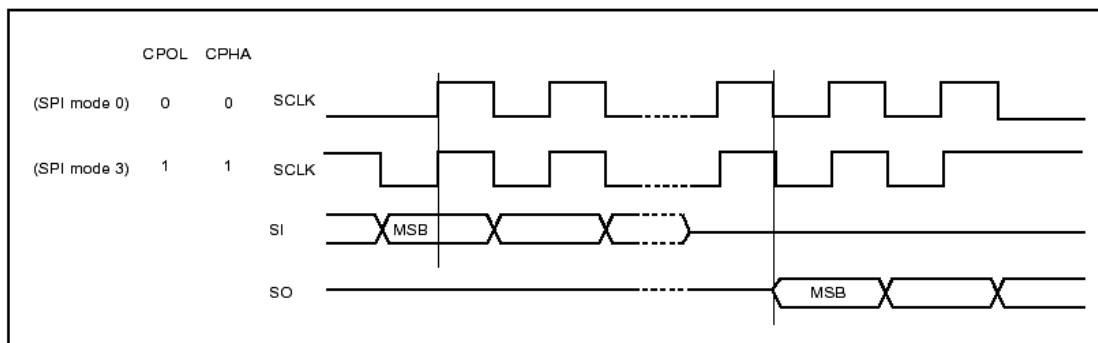 CPOL CPHA
(SPI mode 0) 0 0 SCLK
(SPI mode 3) 1 1 SCLK
SI MSB
SO MSB